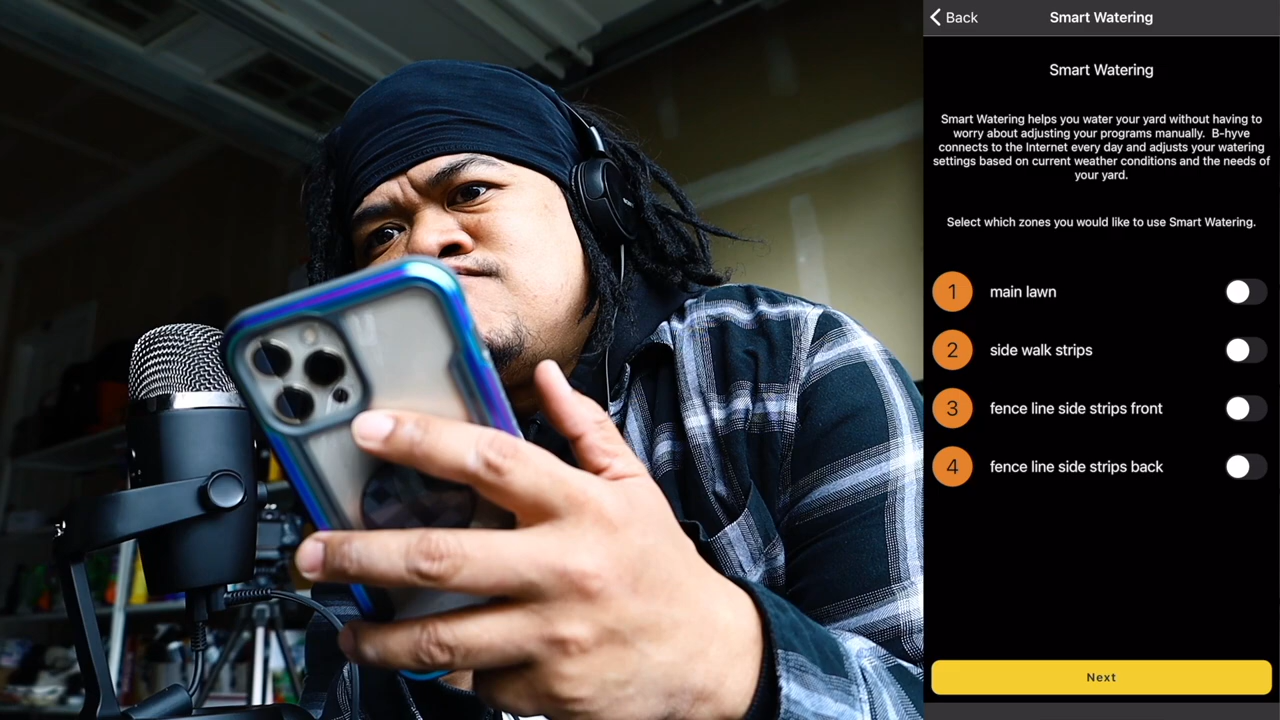 Back
Smart Watering
Smart Watering
Smart Watering helps you water your yard without having to
worry about adjusting your programs manually.  B-hyve
connects to the Internet every day and adjusts your watering
settings based on current weather conditions and the needs of
your yard.
Select which zones you would like to use Smart Watering.
1 main lawn
2 side walk strips
3 fence line side strips front
4 fence line side strips back
Next